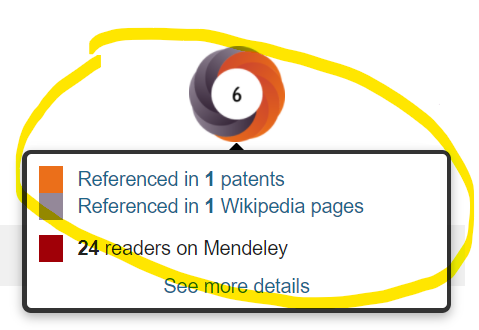 6
Referenced in 1 patents
Referenced in 1 Wikipedia pages
24 readers on Mendeley
See more details